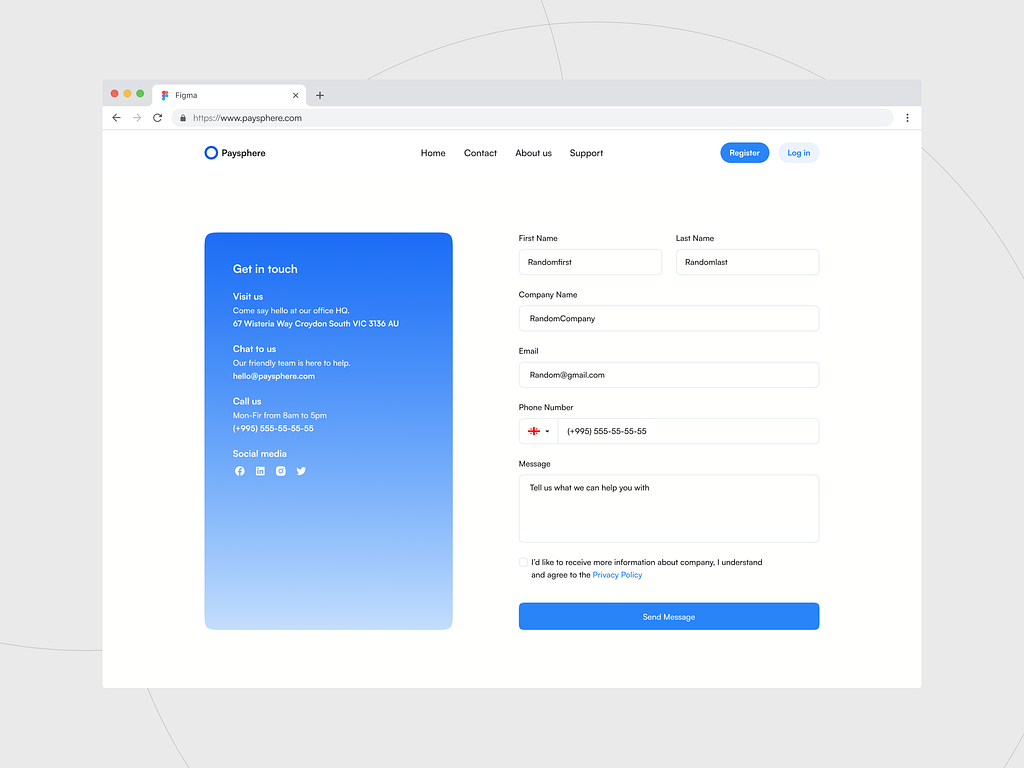 Figma
https://www.paysphere.com
Paysphere
Home
Contact
About us
Support
Register
Log in
Get in touch
Visit us
Come say hello at our office HQ.
67 Wisteria Way Croydon South VIC 3136 AU
Chat to us
Our friendly team is here to help.
hello@paysphere.com
Call us
Mon-Fir from 8am to 5pm
(+995) 555-55-55-55
Social media
First Name
Last Name
Randomfirst
Randomlast
Company Name
RandomCompany
Email
Random@gmail.com
Phone Number
(+995) 555-55-55-55
Message
Tell us what we can help you with
I'd like to receive more information about company, I understand
and agree to the Privacy Policy
Send Message